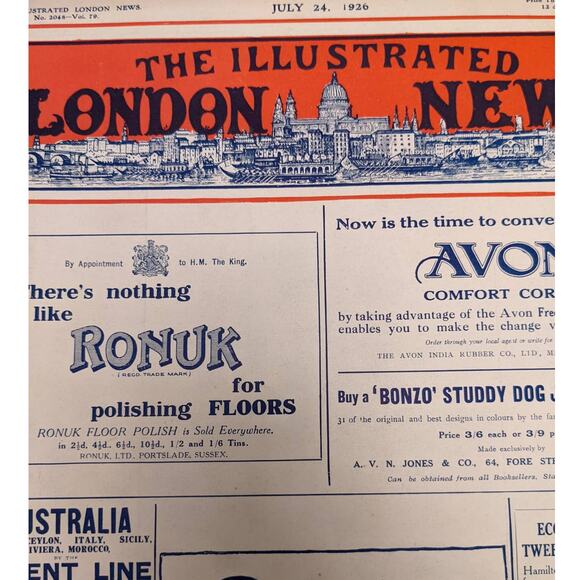 USTRATED LONDON NEWS.
No. 2048—Vol. 79.
JULY 24, 1926
THE ILLUSTRATED
LONDON NEW
By Appointment to H.M. The King.
There's nothing
like
RONUK
(REGD. TRADE MARK)
for
polishing FLOORS
RONUK FLOOR POLISH is Sold Everywhere.
in 2½d, 4½d., 6½d., 10½d., 1/2 and 1/6 Tins.
RONUK, LTD., PORTSLADE, SUSSEX.
Now is the time to conve
AVON
COMFORT COR
by taking advantage of the Avon Free
enables you to make the change v
Order through your local agent or write for
THE AVON INDIA RUBBER CO., LTD., M
Buy a 'BONZO' STUDDY DOG J
31 of the original and best designs in colours by the fa
Price 3/6 each or 3/9 p
Made exclusively by
A. V. N. JONES & CO., 64, FORE STR
Can be obtained from all Booksellers, Sta
USTRALIA
CEYLON, ITALY, SICILY,
RIVIERA, MOROCCO,
BY THE
ENT LINE
ECO
TWEE
Hamilt